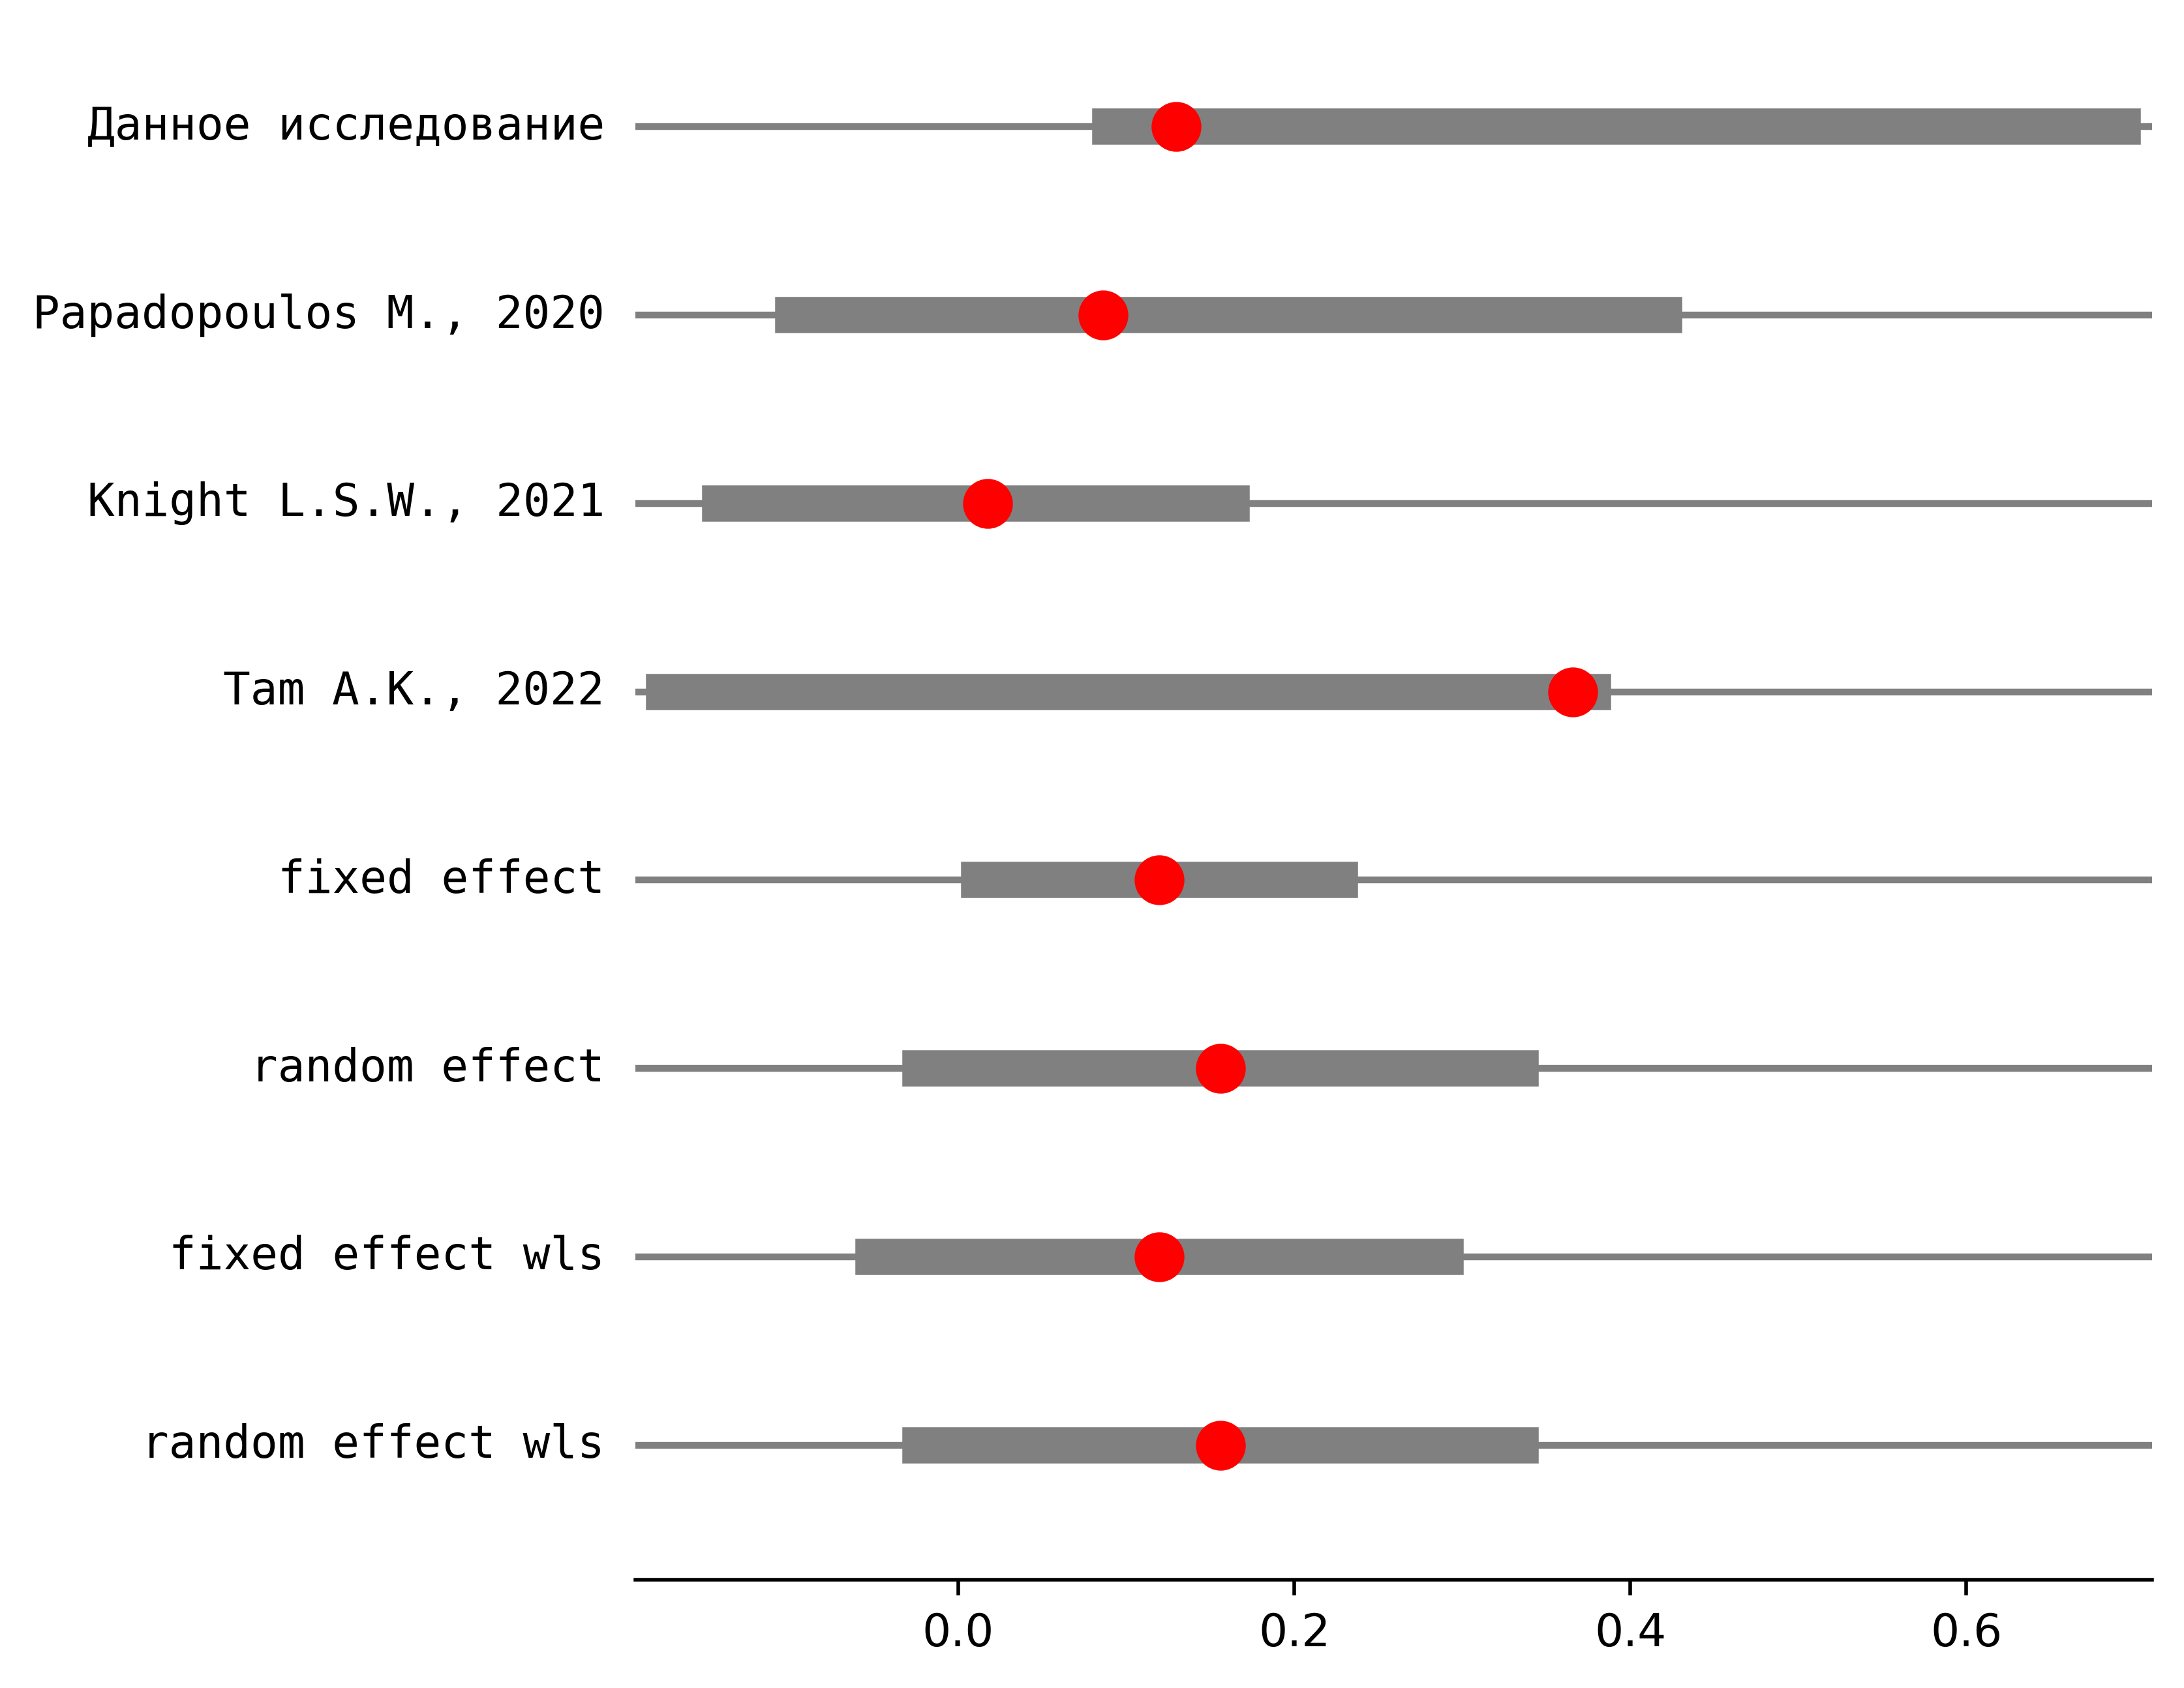 Данное исследование
Papadopoulos M., 2020
Knight L.S.W., 2021
Tam A.K., 2022
fixed effect
random effect
fixed effect wls
random effect wls
0.0 0.2 0.4 0.6